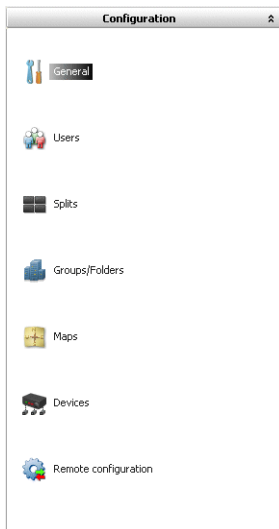 Configuration
General
Users
Splits
Groups/Folders
Maps
Devices
Remote configuration